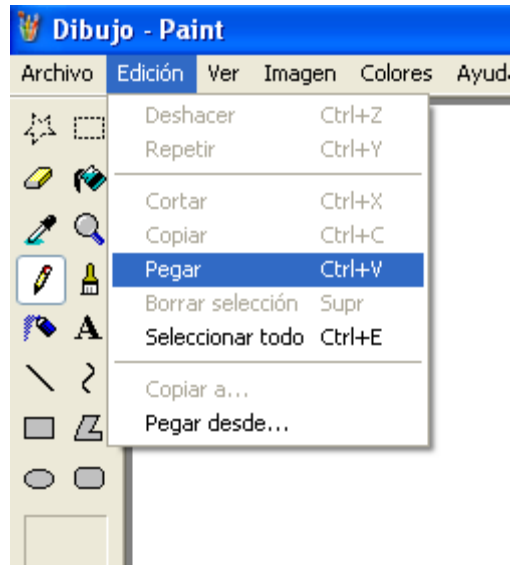 Dibujo - Paint
Archivo Edición Ver Imagen Colores Ayuda
Deshacer Ctrl+Z
Repetir Ctrl+Y
Cortar Ctrl+X
Copiar Ctrl+C
Pegar Ctrl+V
Borrar selección Supr
Seleccionar todo Ctrl+E
Copiar a...
Pegar desde...
A